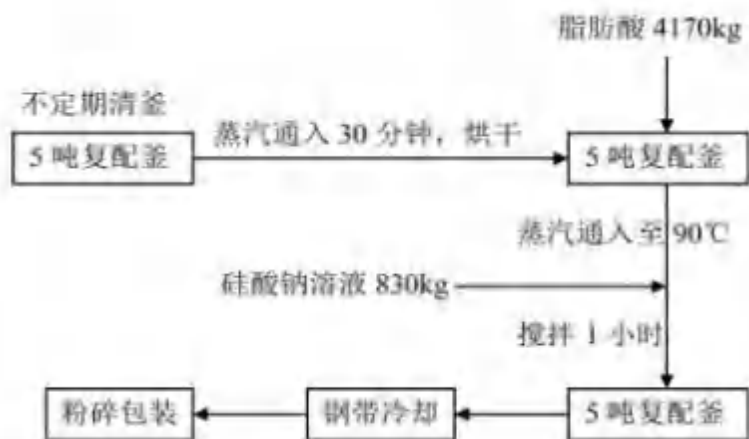 脂肪酸 4170kg
不定期清釜
5 吨复配釜
蒸汽通入 30 分钟，烘干
5 吨复配釜
蒸汽通入至 90℃
硅酸钠溶液 830kg
搅拌 1 小时
粉碎包装
钢带冷却
5 吨复配釜